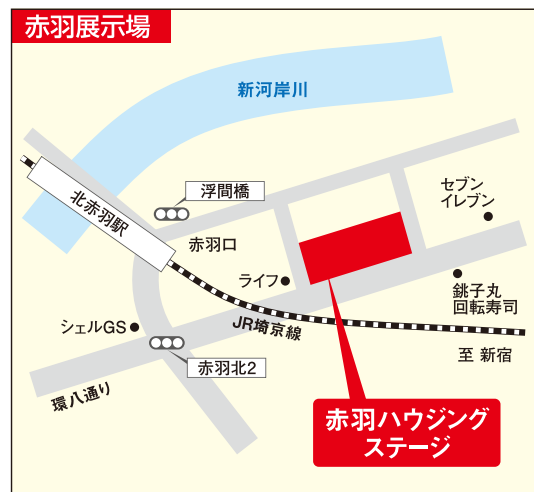 赤羽展示場
新河岸川
浮間橋
北赤羽駅
赤羽口
セブン
イレブン
ライフ
銚子丸
回転寿司
シェルGS
JR埼京線
至 新宿
赤羽北2
環八通り
赤羽ハウジング
ステージ